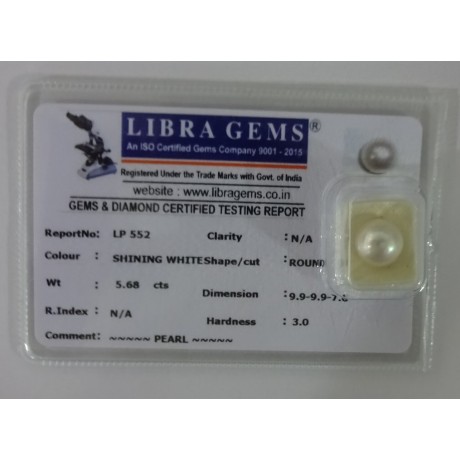 LIBRA GEMS®
An ISO Certified Gems Company 9001 - 2015
Registered Under the Trade Marks with Govt. of India
website : www.libragems.co.in
GEMS & DIAMOND CERTIFIED TESTING REPORT
ReportNo: LP 552 Clarity : N/A
Colour : SHINING WHITE Shape/cut : ROUND
Wt : 5.68 cts Dimension : 9.9-9.9-7.8
R.Index : N/A Hardness : 3.0
Comment: ~~~~~ PEARL ~~~~~